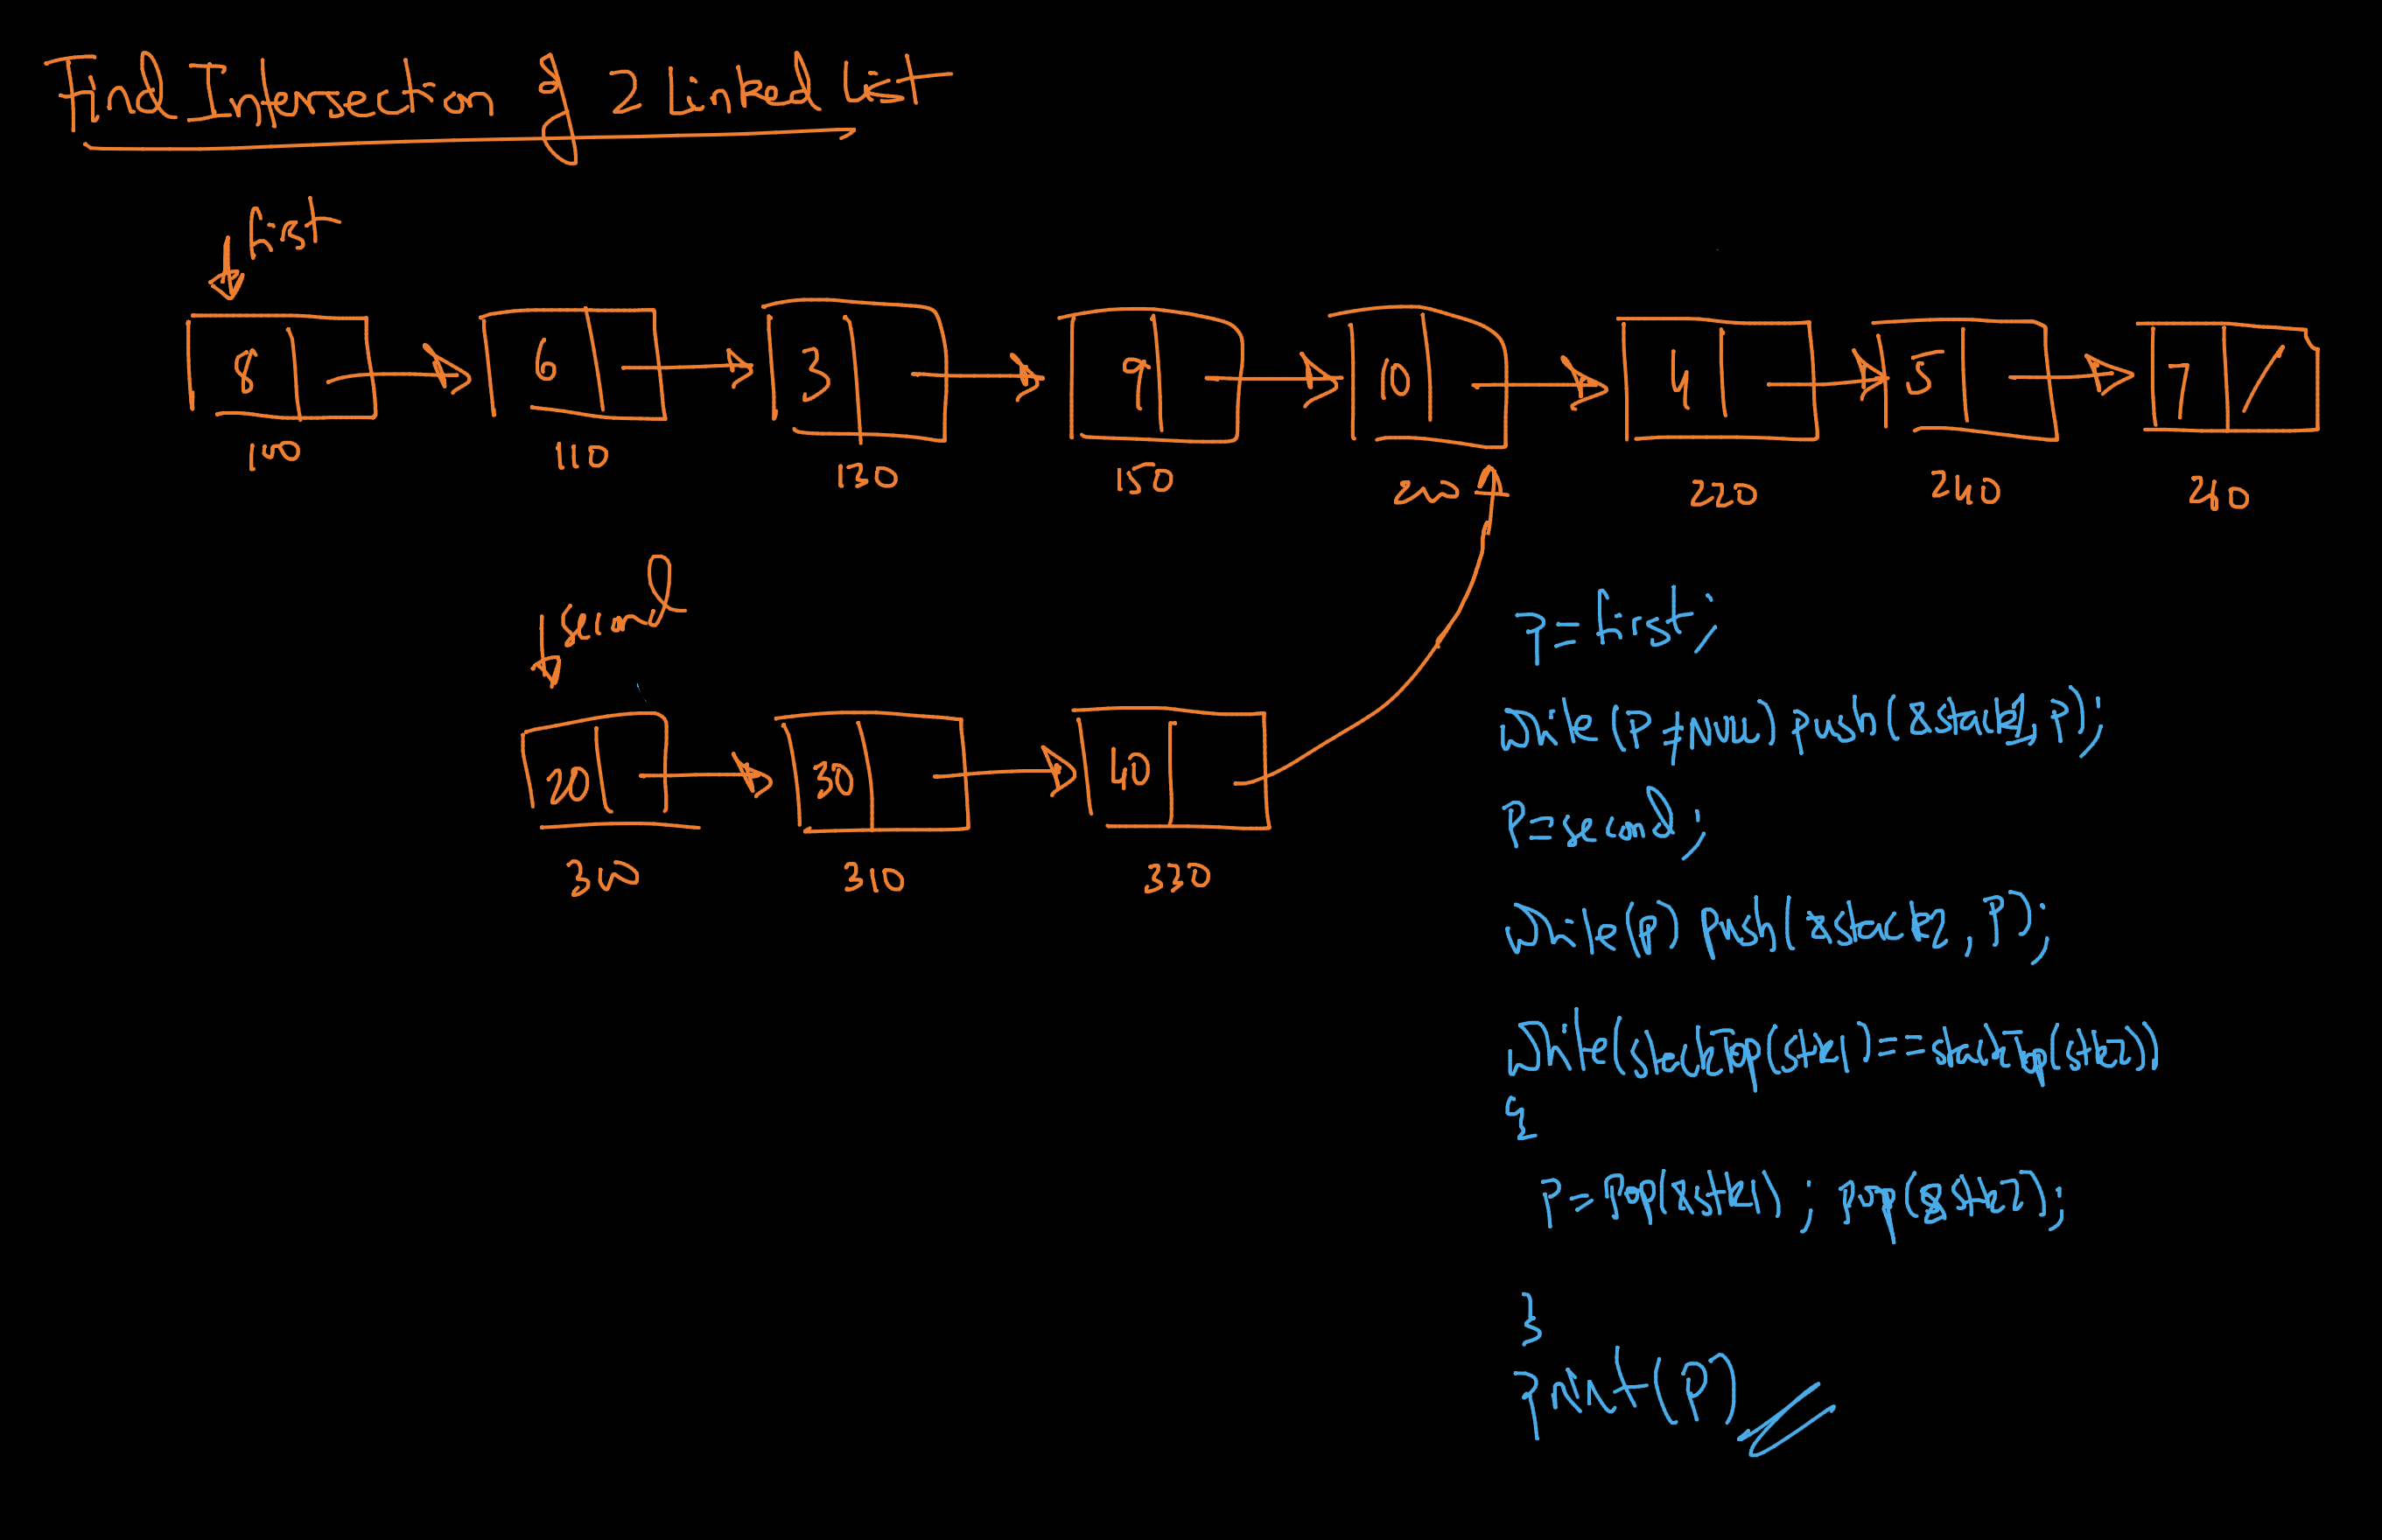 Find Intersection of 2 Linked List
first
8 6 3 9 10 4 5 7
100 110 130 150 200 220 240 260
second
20 30 40
300 310 330
P=first;
while (P≠NULL) push(&stack1, P);
P=second;
while(P) push(&stack2, P);
while(stackTop(stk1)==stackTop(stk2))
{
P=Pop(&stk1); pop(&stk2);
}
print(P)